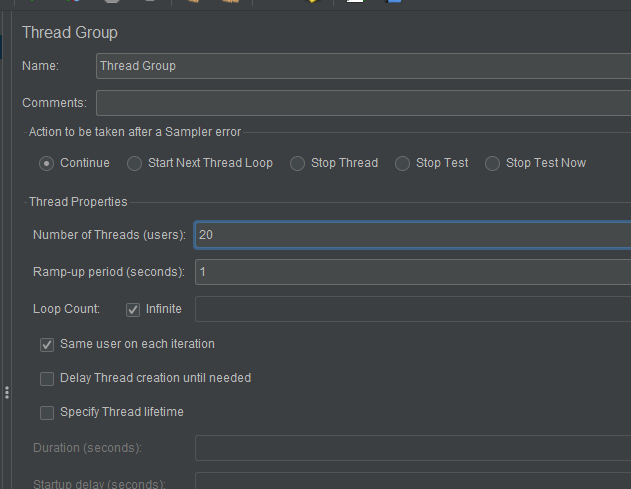 Thread Group
Name: Thread Group
Comments:
Action to be taken after a Sampler error
Continue Start Next Thread Loop Stop Thread Stop Test Stop Test Now
Thread Properties
Number of Threads (users): 20
Ramp-up period (seconds): 1
Loop Count: Infinite
Same user on each iteration
Delay Thread creation until needed
Specify Thread lifetime
Duration (seconds):
Startup delay (seconds):